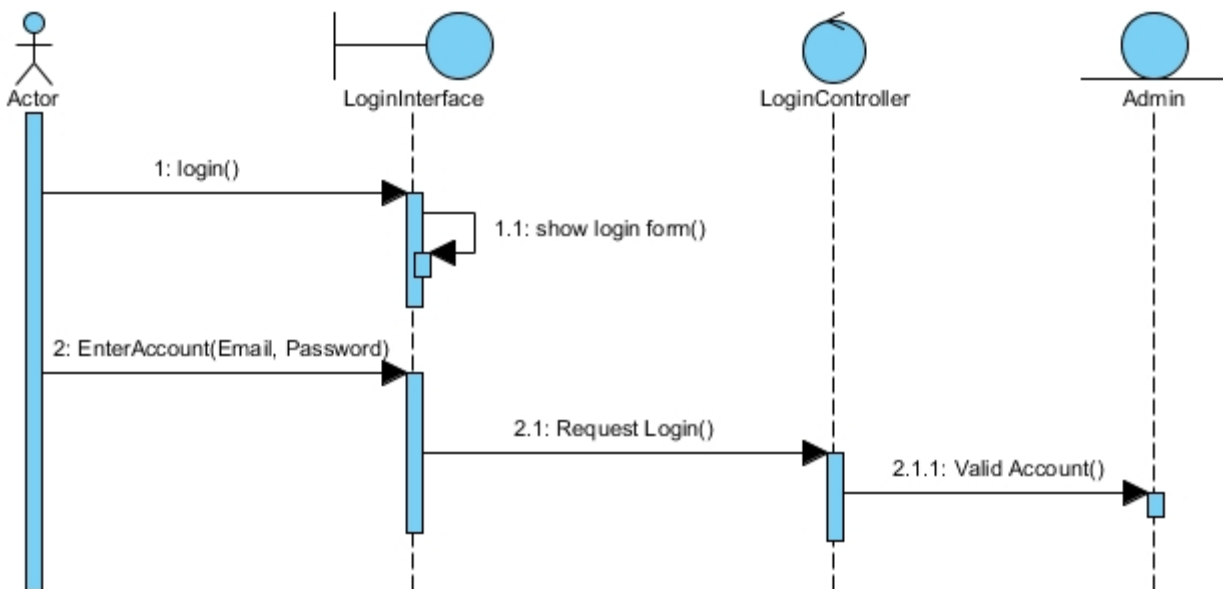 Actor
LoginInterface
LoginController
Admin
1: login()
1.1: show login form()
2: EnterAccount(Email, Password)
2.1: Request Login()
2.1.1: Valid Account()